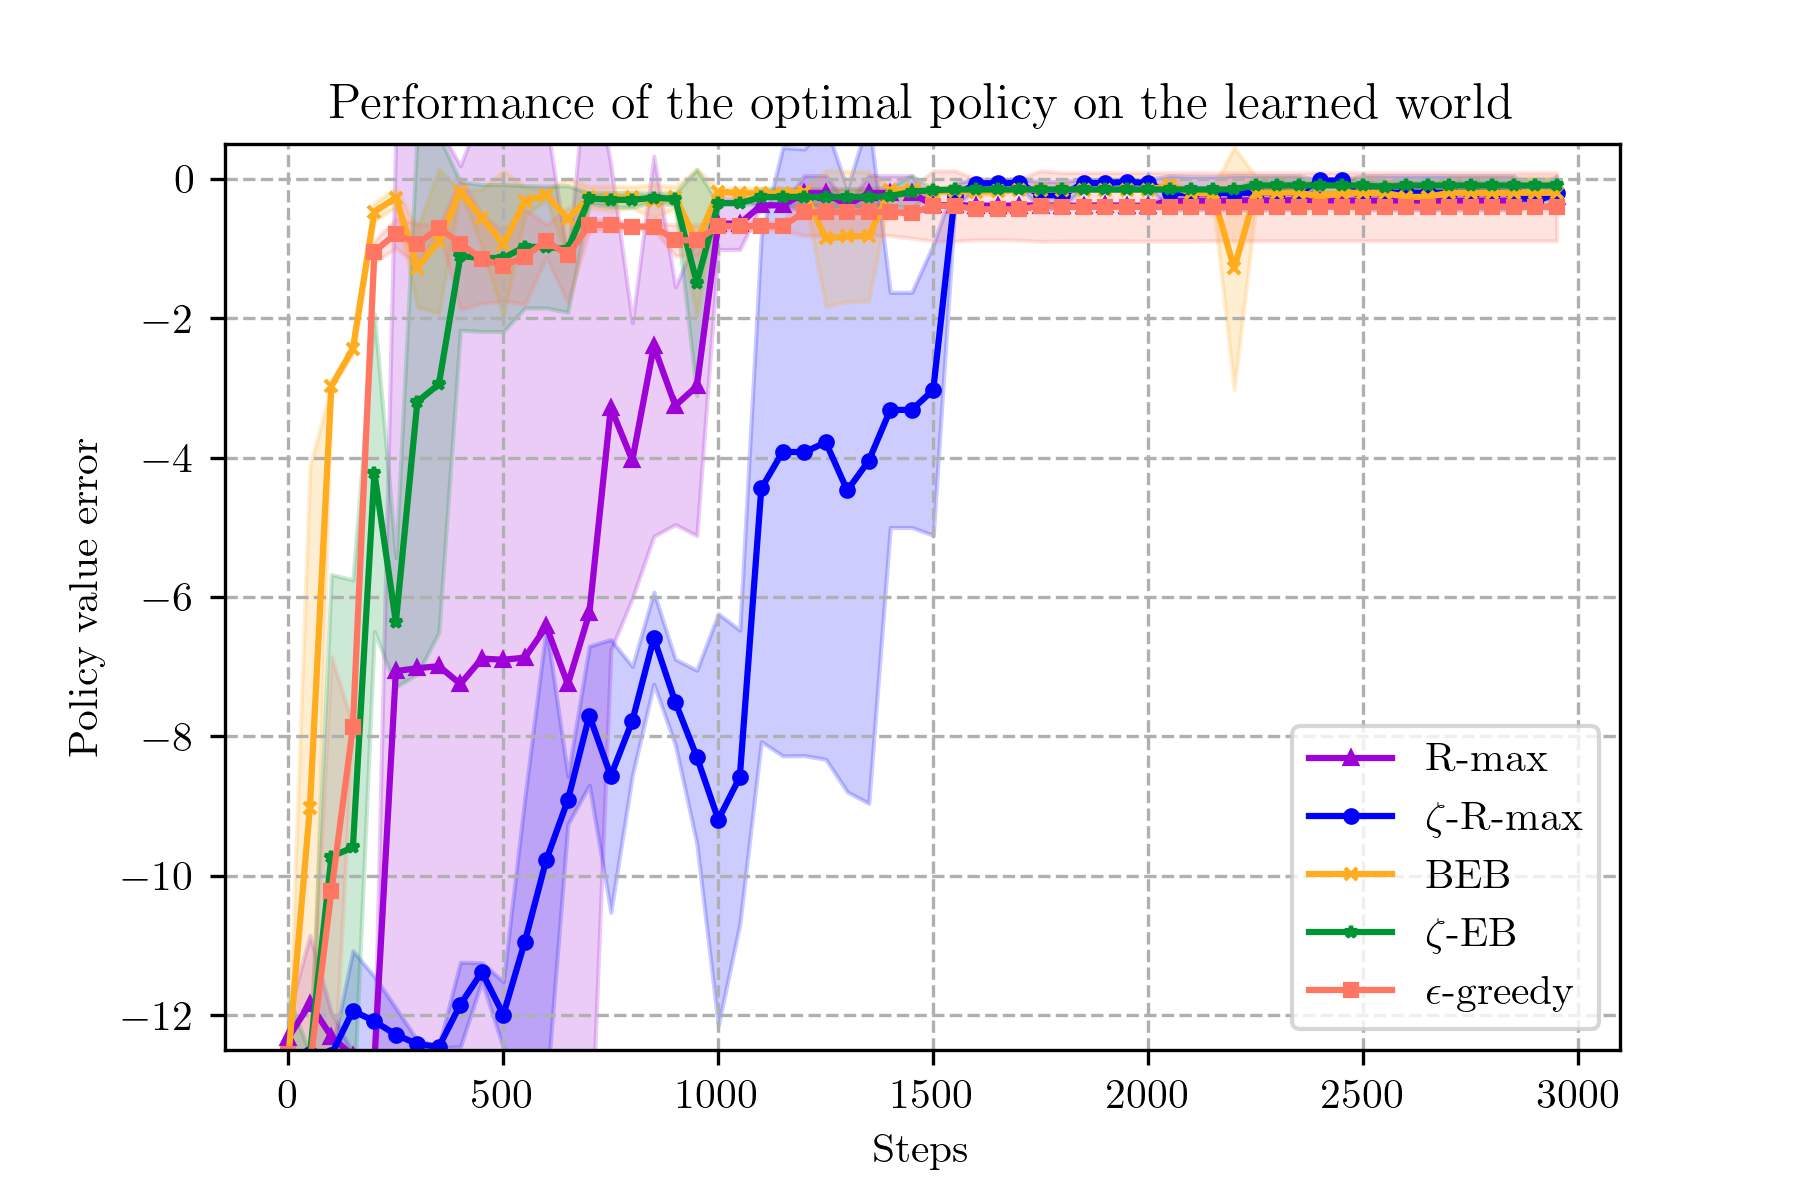 Performance of the optimal policy on the learned world
Policy value error
0
−2
−4
−6
−8
−10
−12
R-max
ζ-R-max
BEB
ζ-EB
ϵ-greedy
0 500 1000 1500 2000 2500 3000
Steps